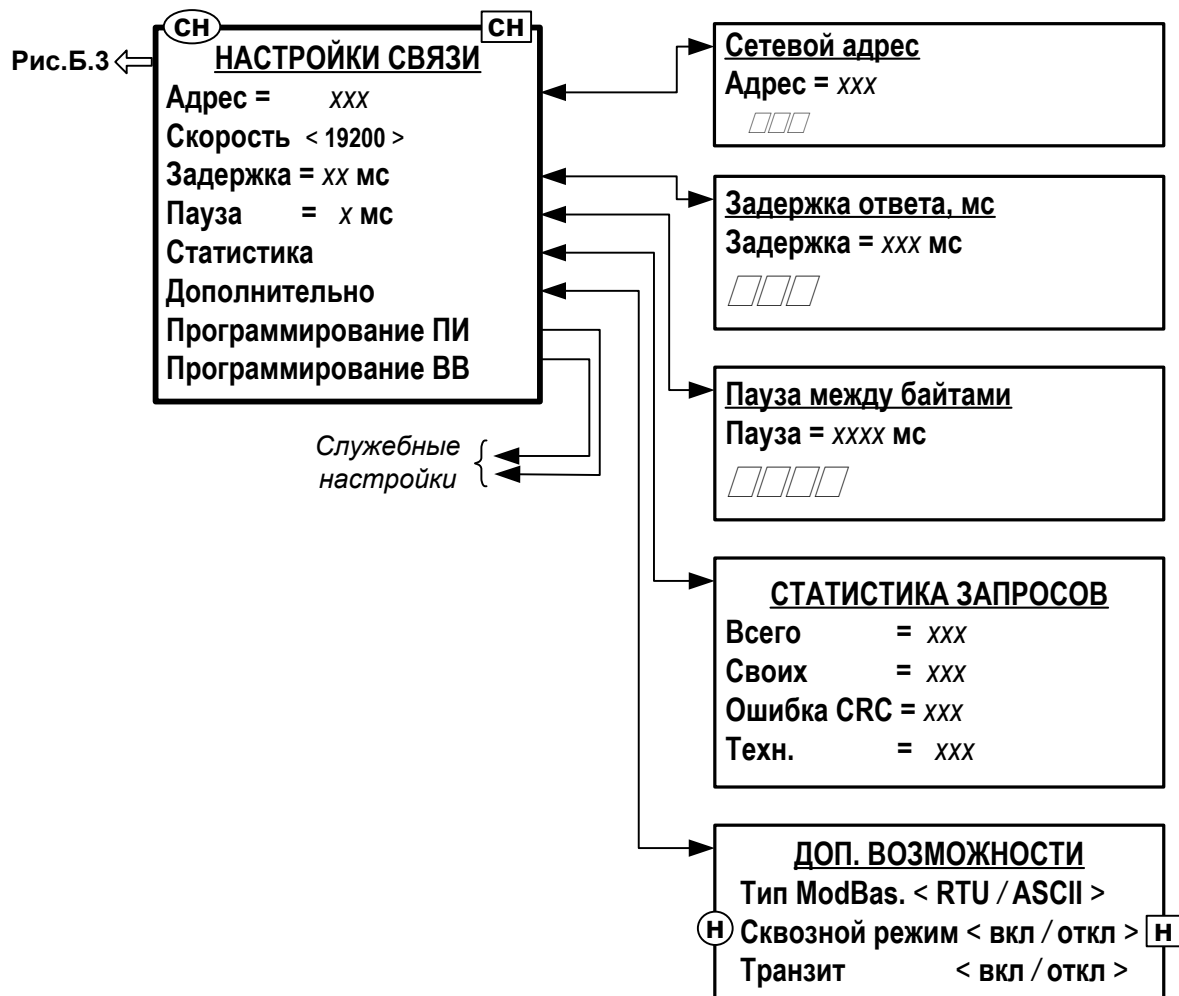 СН СН
Рис.Б.3
НАСТРОЙКИ СВЯЗИ
Адрес = xxx
Скорость < 19200 >
Задержка = xx мс
Пауза = x мс
Статистика
Дополнительно
Программирование ПИ
Программирование ВВ
Служебные
настройки
Сетевой адрес
Адрес = xxx
Задержка ответа, мс
Задержка = xxx мс
Пауза между байтами
Пауза = xxxx мс
СТАТИСТИКА ЗАПРОСОВ
Всего = xxx
Своих = xxx
Ошибка CRC = xxx
Техн. = xxx
ДОП. ВОЗМОЖНОСТИ
Тип ModBas. < RTU / ASCII >
Н Сквозной режим < вкл / откл > Н
Транзит < вкл / откл >